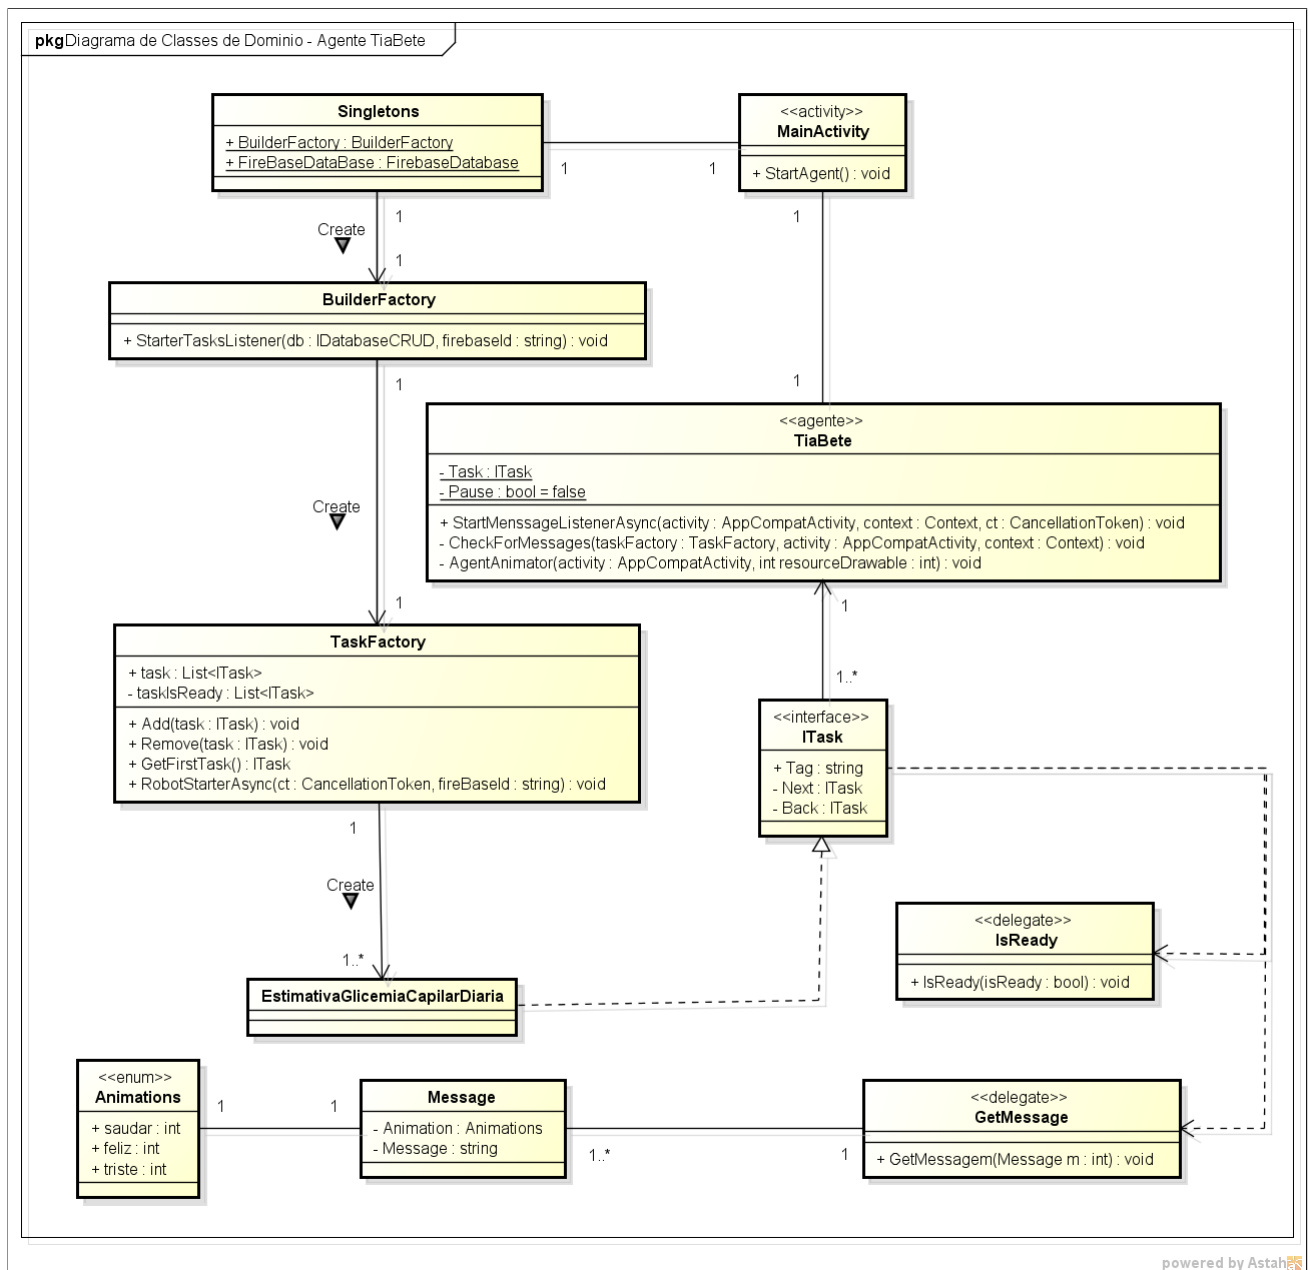 pkg Diagrama de Classes de Dominio - Agente TiaBete
Singletons
+ BuilderFactory : BuilderFactory
+ FireBaseDataBase : FirebaseDatabase
<<activity>>
MainActivity
+ StartAgent() : void
1
1
1
Create
1
1
BuilderFactory
+ StarterTasksListener(db : IDatabaseCRUD, firebaseId : string) : void
1
1
<<agente>>
TiaBete
- Task : ITask
- Pause : bool = false
+ StartMenssageListenerAsync(activity : AppCompatActivity, context : Context, ct : CancellationToken) : void
- CheckForMessages(taskFactory : TaskFactory, activity : AppCompatActivity, context : Context) : void
- AgentAnimator(activity : AppCompatActivity, int resourceDrawable : int) : void
Create
1
1
1..*
TaskFactory
+ task : List<ITask>
- taskIsReady : List<ITask>
+ Add(task : ITask) : void
+ Remove(task : ITask) : void
+ GetFirstTask() : ITask
+ RobotStarterAsync(ct : CancellationToken, fireBaseId : string) : void
<<interface>>
ITask
+ Tag : string
- Next : ITask
- Back : ITask
1
Create
1..*
EstimativaGlicemiaCapilarDiaria
<<delegate>>
IsReady
+ IsReady(isReady : bool) : void
<<enum>>
Animations
+ saudar : int
+ feliz : int
+ triste : int
1
1
Message
- Animation : Animations
- Message : string
1..*
1
<<delegate>>
GetMessage
+ GetMessagem(Message m : int) : void
powered by Astah